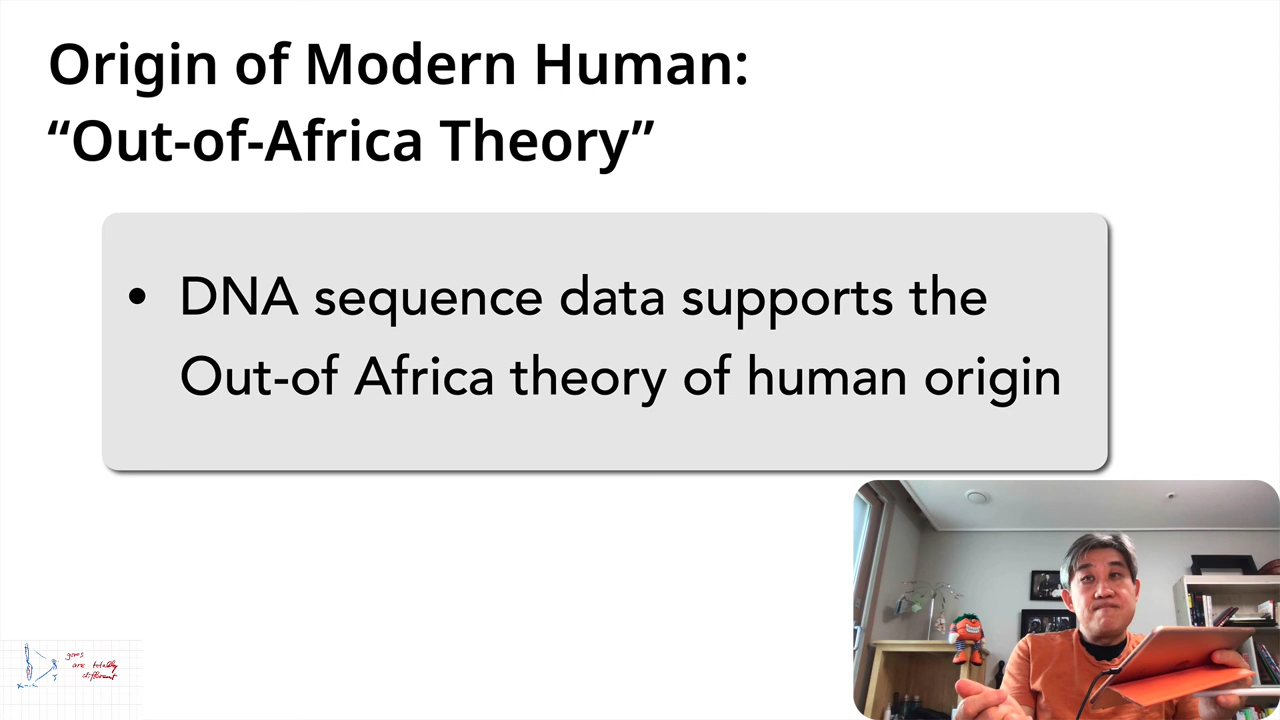 Origin of Modern Human:
“Out-of-Africa Theory”
• DNA sequence data supports the
Out-of Africa theory of human origin
are totally
different